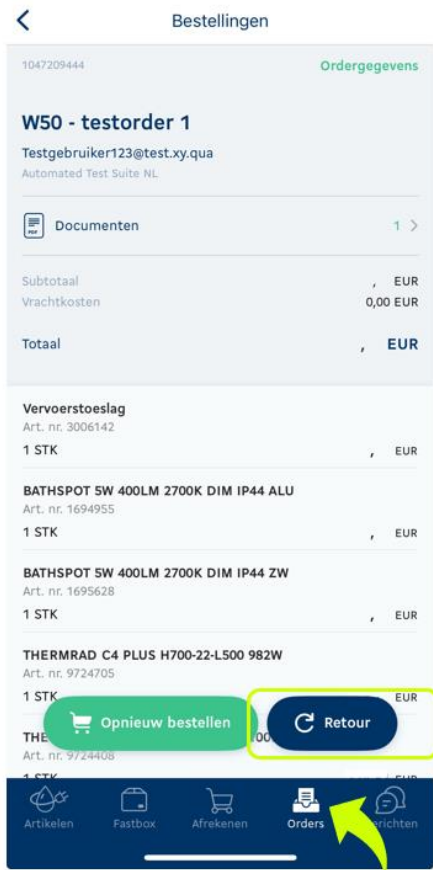 Bestellingen
1047209444 Ordergegevens
W50 - testorder 1
Testgebruiker123@test.xy.qua
Automated Test Suite NL
PDF Documenten 1
Subtotaal , EUR
Vrachtkosten 0,00 EUR
Totaal , EUR
Vervoerstoeslag
Art. nr. 3006142
1 STK , EUR
BATHSPOT 5W 400LM 2700K DIM IP44 ALU
Art. nr. 1694955
1 STK , EUR
BATHSPOT 5W 400LM 2700K DIM IP44 ZW
Art. nr. 1695628
1 STK , EUR
THERMRAD C4 PLUS H700-22-L500 982W
Art. nr. 9724705
1 STK EUR
Opnieuw bestellen Retour
Art. nr. 9724408
1 STK EUR
Artikelen Fastbox Afrekenen Orders